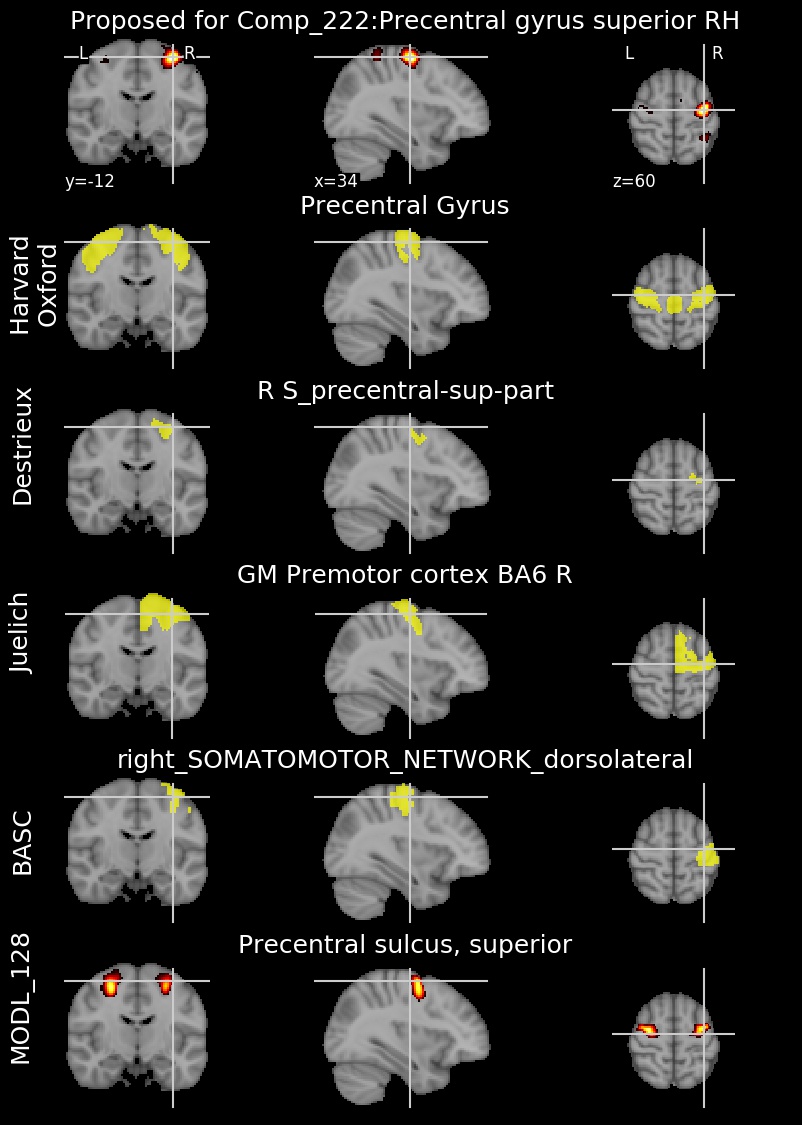 Proposed for Comp_222:Precentral gyrus superior RH
L R
L R
y=-12
x=34
z=60
Precentral Gyrus
Harvard
Oxford
R S_precentral-sup-part
Destrieux
GM Premotor cortex BA6 R
Juelich
right_SOMATOMOTOR_NETWORK_dorsolateral
BASC
Precentral sulcus, superior
MODL_128